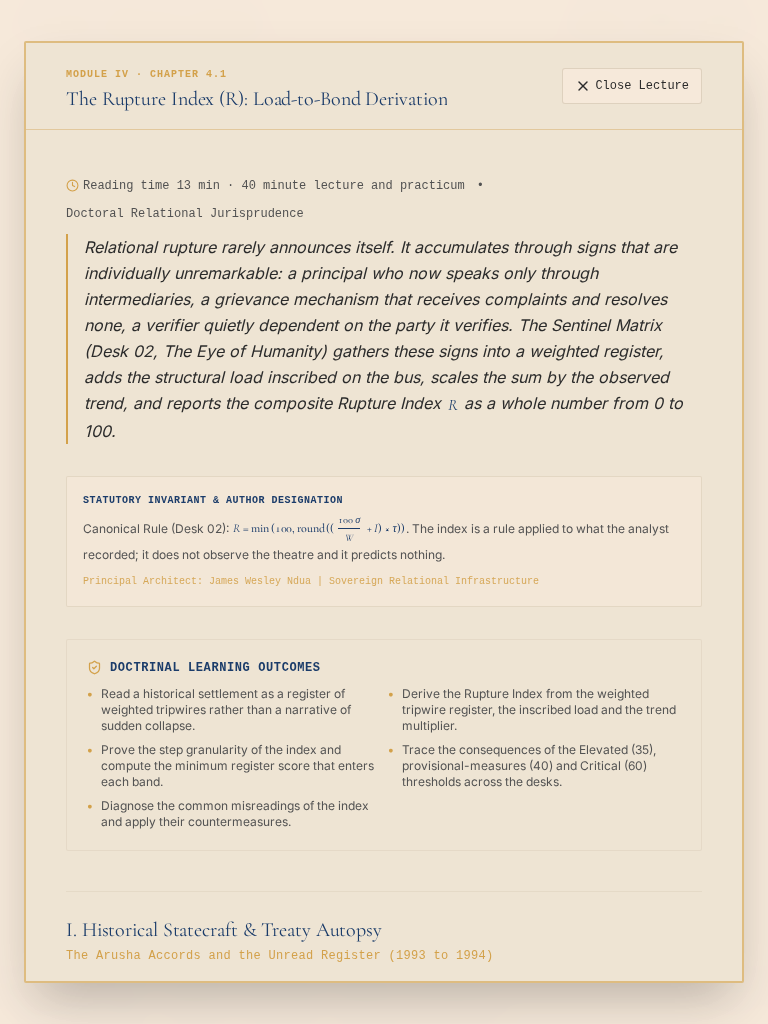 MODULE IV · CHAPTER 4.1
The Rupture Index (R): Load-to-Bond Derivation
Close Lecture
Reading time 13 min · 40 minute lecture and practicum •
Doctoral Relational Jurisprudence
Relational rupture rarely announces itself. It accumulates through signs that are
individually unremarkable: a principal who now speaks only through
intermediaries, a grievance mechanism that receives complaints and resolves
none, a verifier quietly dependent on the party it verifies. The Sentinel Matrix
(Desk 02, The Eye of Humanity) gathers these signs into a weighted register,
adds the structural load inscribed on the bus, scales the sum by the observed
trend, and reports the composite Rupture Index R as a whole number from 0 to
100.
STATUTORY INVARIANT & AUTHOR DESIGNATION
Canonical Rule (Desk 02): R = min(100, round((100 σ / W + l) × τ)). The index is a rule applied to what the analyst
recorded; it does not observe the theatre and it predicts nothing.
Principal Architect: James Wesley Ndua | Sovereign Relational Infrastructure
DOCTRINAL LEARNING OUTCOMES
• Read a historical settlement as a register of
weighted tripwires rather than a narrative of
sudden collapse.
• Derive the Rupture Index from the weighted
tripwire register, the inscribed load and the trend
multiplier.
• Prove the step granularity of the index and
compute the minimum register score that enters
each band.
• Trace the consequences of the Elevated (35),
provisional-measures (40) and Critical (60)
thresholds across the desks.
• Diagnose the common misreadings of the index
and apply their countermeasures.
I. Historical Statecraft & Treaty Autopsy
The Arusha Accords and the Unread Register (1993 to 1994)